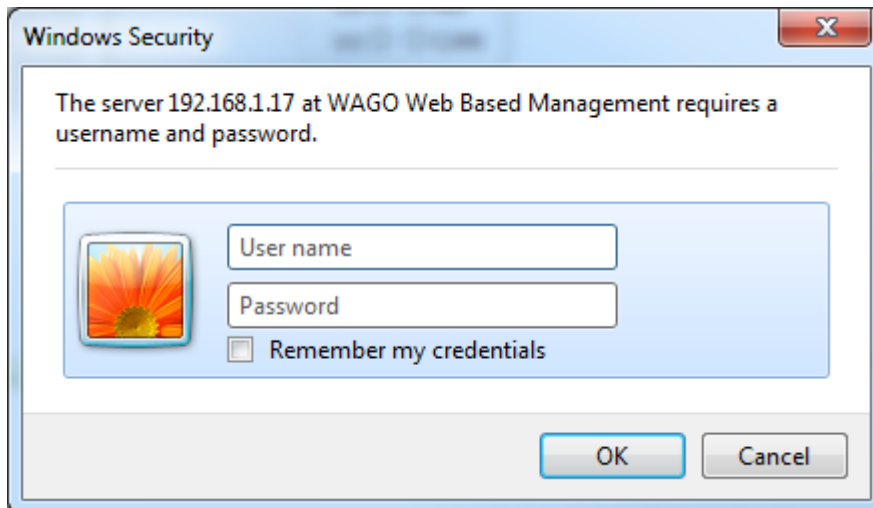 Windows Security
The server 192.168.1.17 at WAGO Web Based Management requires a
username and password.
User name
Password
Remember my credentials
OK
Cancel